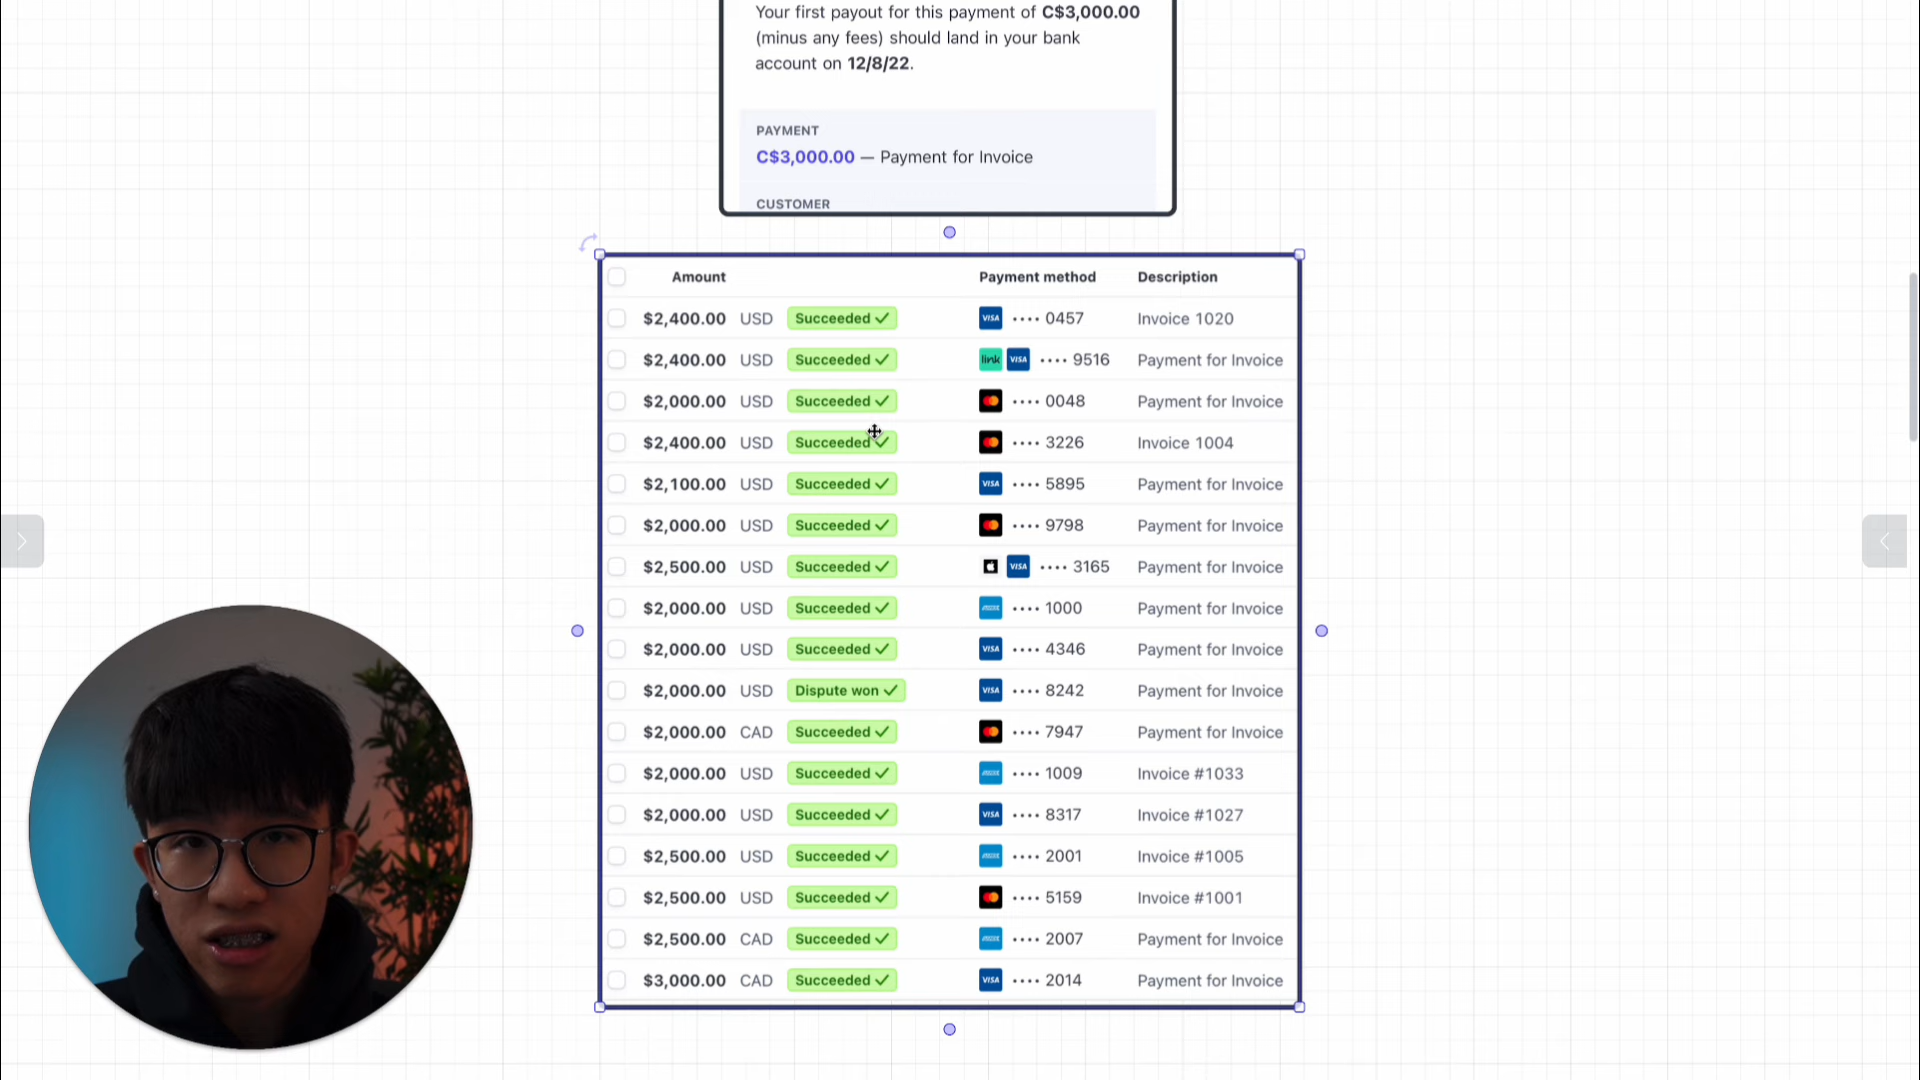 Your first payout for this payment of C$3,000.00
(minus any fees) should land in your bank
account on 12/8/22.
PAYMENT
C$3,000.00 — Payment for Invoice
CUSTOMER
Amount Payment method Description
$2,400.00 USD Succeeded ✓ VISA •••• 0457 Invoice 1020
$2,400.00 USD Succeeded ✓ link VISA •••• 9516 Payment for Invoice
$2,000.00 USD Succeeded ✓ •••• 0048 Payment for Invoice
$2,400.00 USD Succeeded ✓ •••• 3226 Invoice 1004
$2,100.00 USD Succeeded ✓ VISA •••• 5895 Payment for Invoice
$2,000.00 USD Succeeded ✓ •••• 9798 Payment for Invoice
$2,500.00 USD Succeeded ✓ VISA •••• 3165 Payment for Invoice
$2,000.00 USD Succeeded ✓ •••• 1000 Payment for Invoice
$2,000.00 USD Succeeded ✓ VISA •••• 4346 Payment for Invoice
$2,000.00 USD Dispute won ✓ VISA •••• 8242 Payment for Invoice
$2,000.00 CAD Succeeded ✓ •••• 7947 Payment for Invoice
$2,000.00 USD Succeeded ✓ •••• 1009 Invoice #1033
$2,000.00 USD Succeeded ✓ VISA •••• 8317 Invoice #1027
$2,500.00 USD Succeeded ✓ •••• 2001 Invoice #1005
$2,500.00 USD Succeeded ✓ •••• 5159 Invoice #1001
$2,500.00 CAD Succeeded ✓ •••• 2007 Payment for Invoice
$3,000.00 CAD Succeeded ✓ VISA •••• 2014 Payment for Invoice